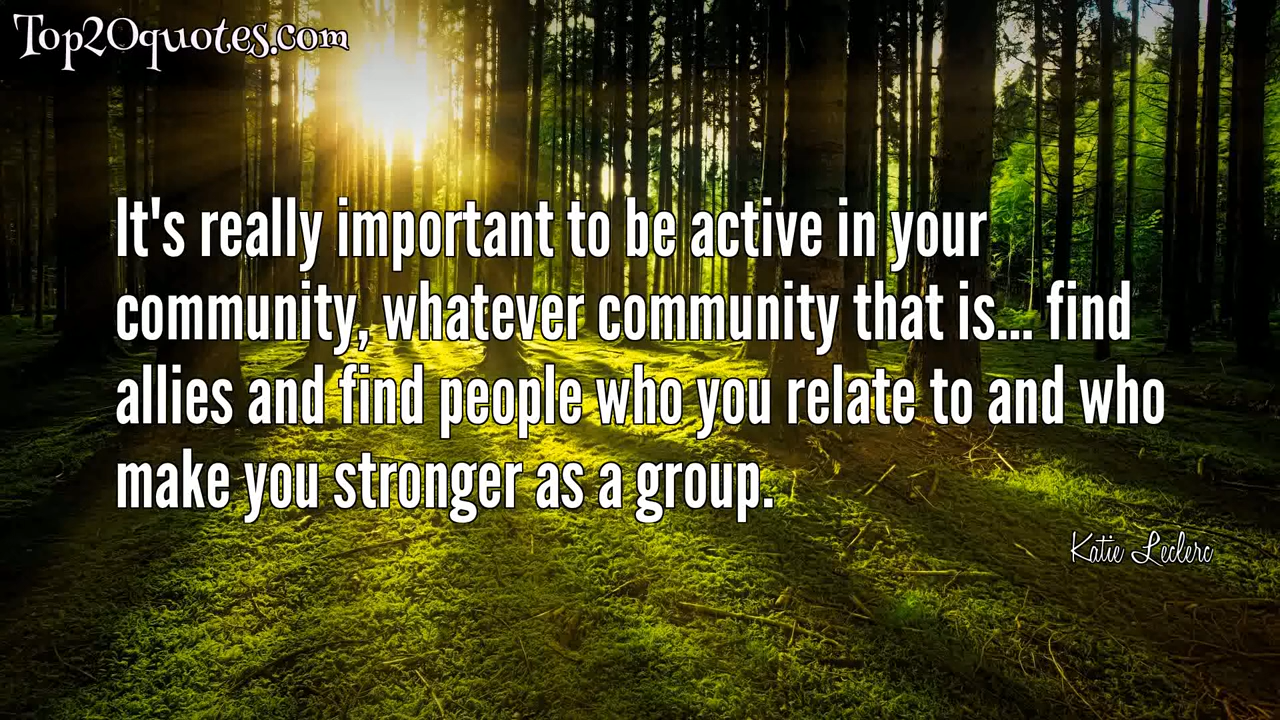 Top20quotes.com
It's really important to be active in your
community, whatever community that is... find
allies and find people who you relate to and who
make you stronger as a group.
Katie Leclerc